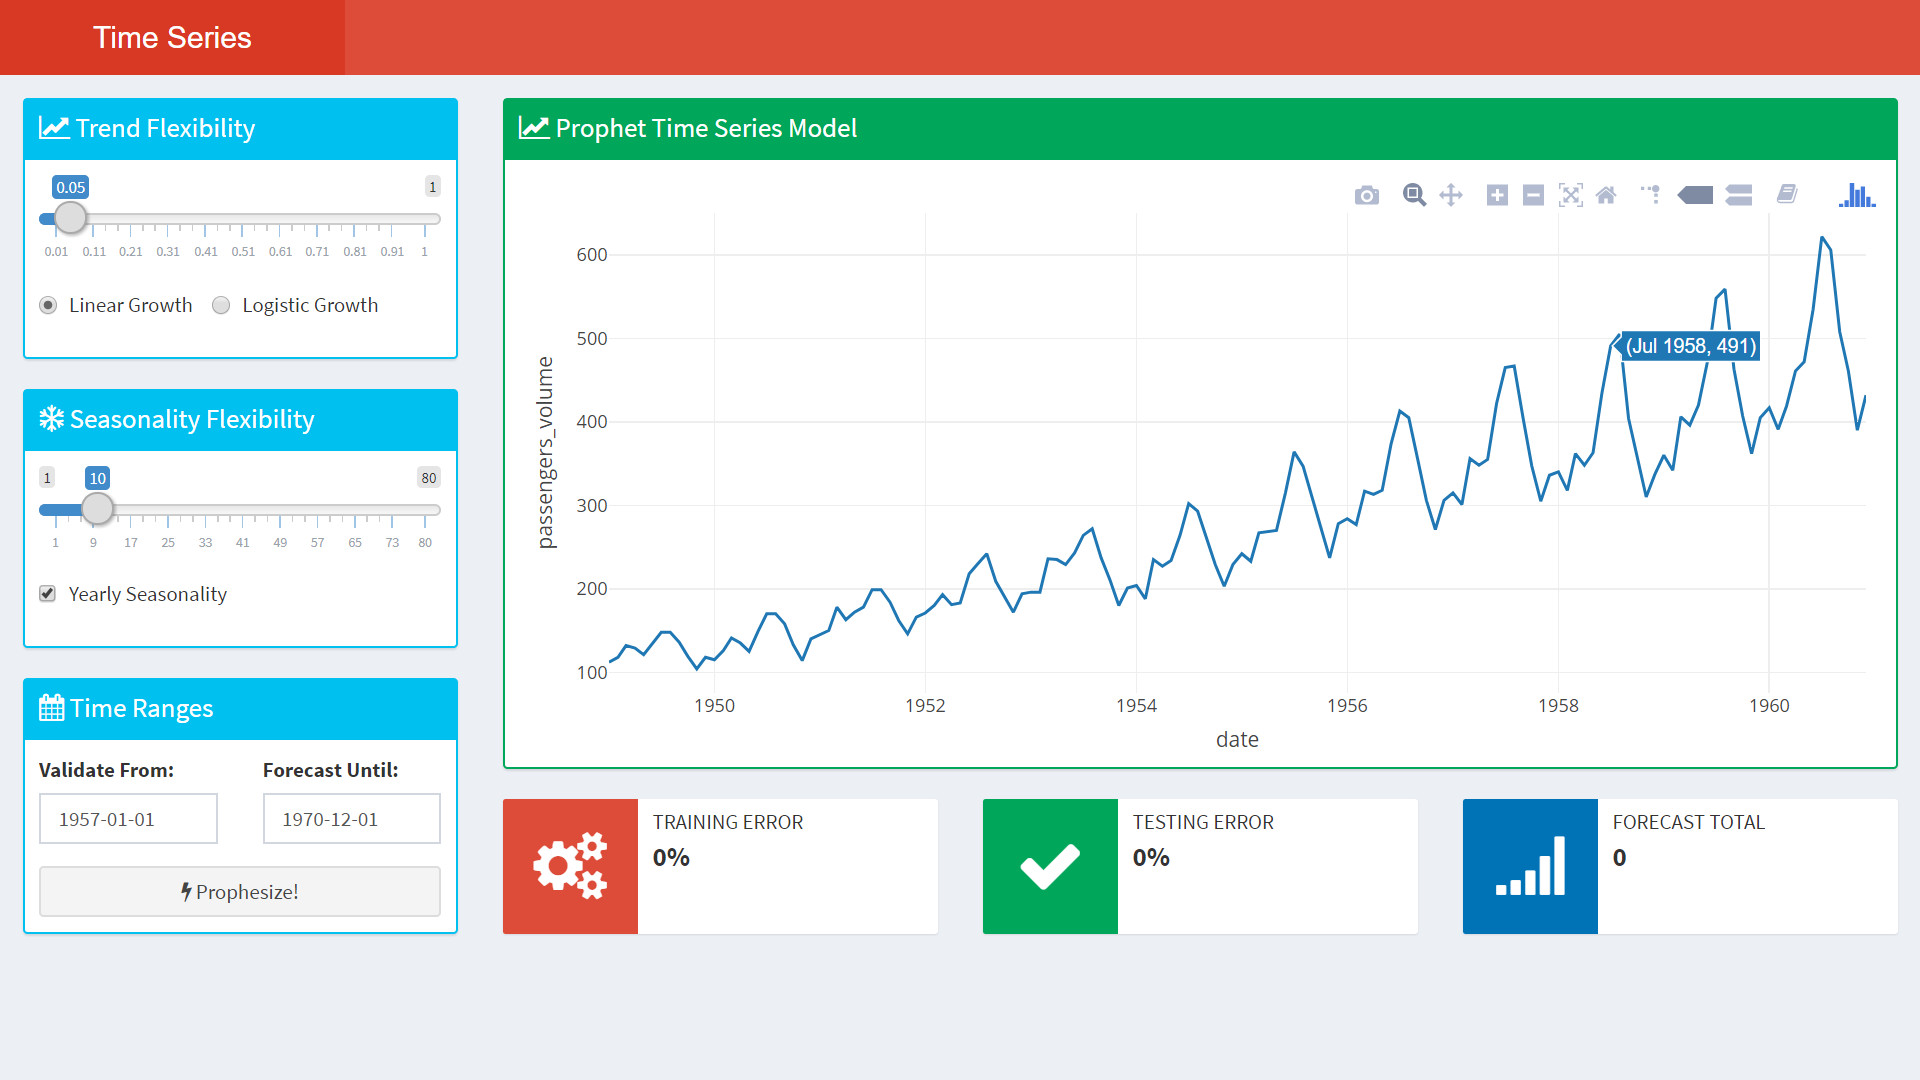 Time Series
Trend Flexibility
0.05 1
0.01 0.11 0.21 0.31 0.41 0.51 0.61 0.71 0.81 0.91 1
Linear Growth Logistic Growth
Seasonality Flexibility
1 10 80
1 9 17 25 33 41 49 57 65 73 80
Yearly Seasonality
Time Ranges
Validate From: Forecast Until:
1957-01-01 1970-12-01
Prophesize!
Prophet Time Series Model
600
500
400
300
200
100
passengers_volume
(Jul 1958, 491)
1950 1952 1954 1956 1958 1960
date
TRAINING ERROR
0%
TESTING ERROR
0%
FORECAST TOTAL
0